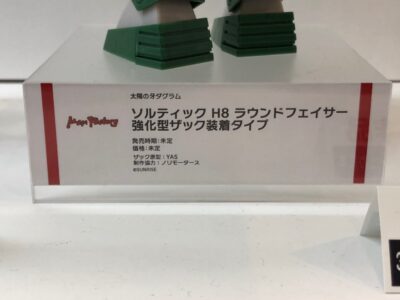 太陽の牙ダグラム
Max Factory
ソルティック H8 ラウンドフェイサー
強化型ザック装着タイプ
発売時期：未定
価格：未定
ザック原型：YAS
制作協力：ノリモータース
©SUNRISE